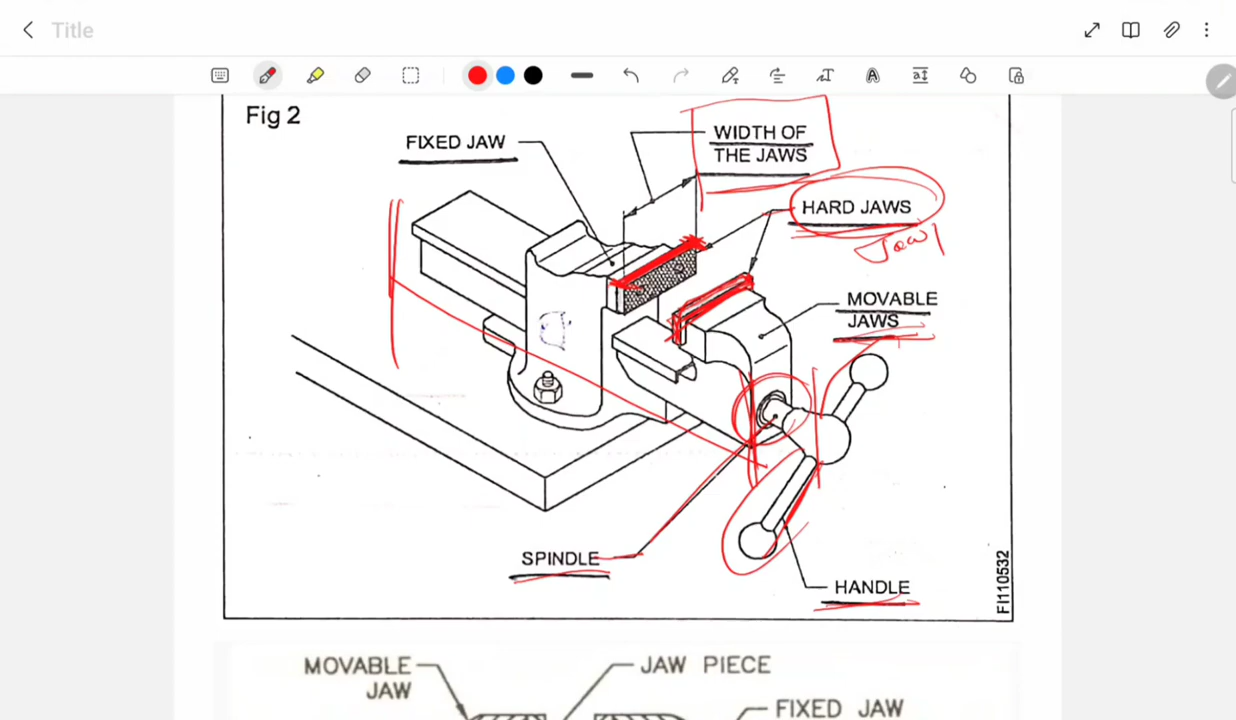 Title
Fig 2
FIXED JAW
WIDTH OF
THE JAWS
HARD JAWS
Jaw
MOVABLE
JAWS
SPINDLE
HANDLE
FI110532
MOVABLE
JAW
JAW PIECE
FIXED JAW